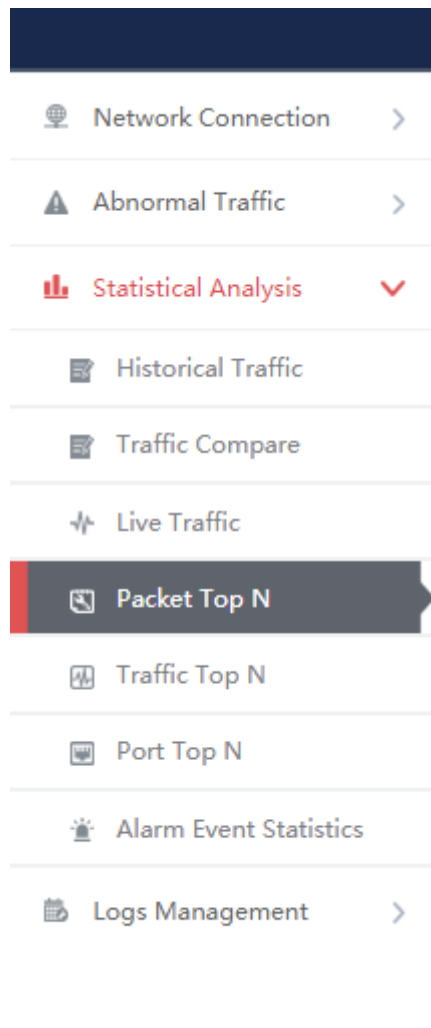 Network Connection
Abnormal Traffic
Statistical Analysis
Historical Traffic
Traffic Compare
Live Traffic
Packet Top N
Traffic Top N
Port Top N
Alarm Event Statistics
Logs Management